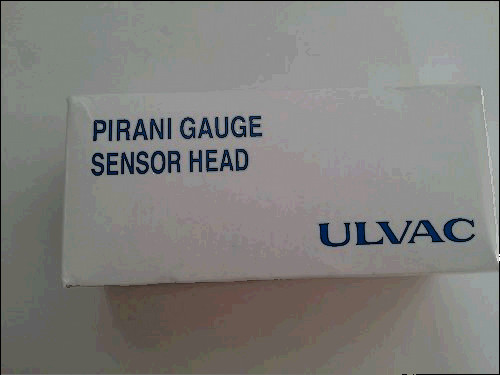 PIRANI GAUGE
SENSOR HEAD
ULVAC